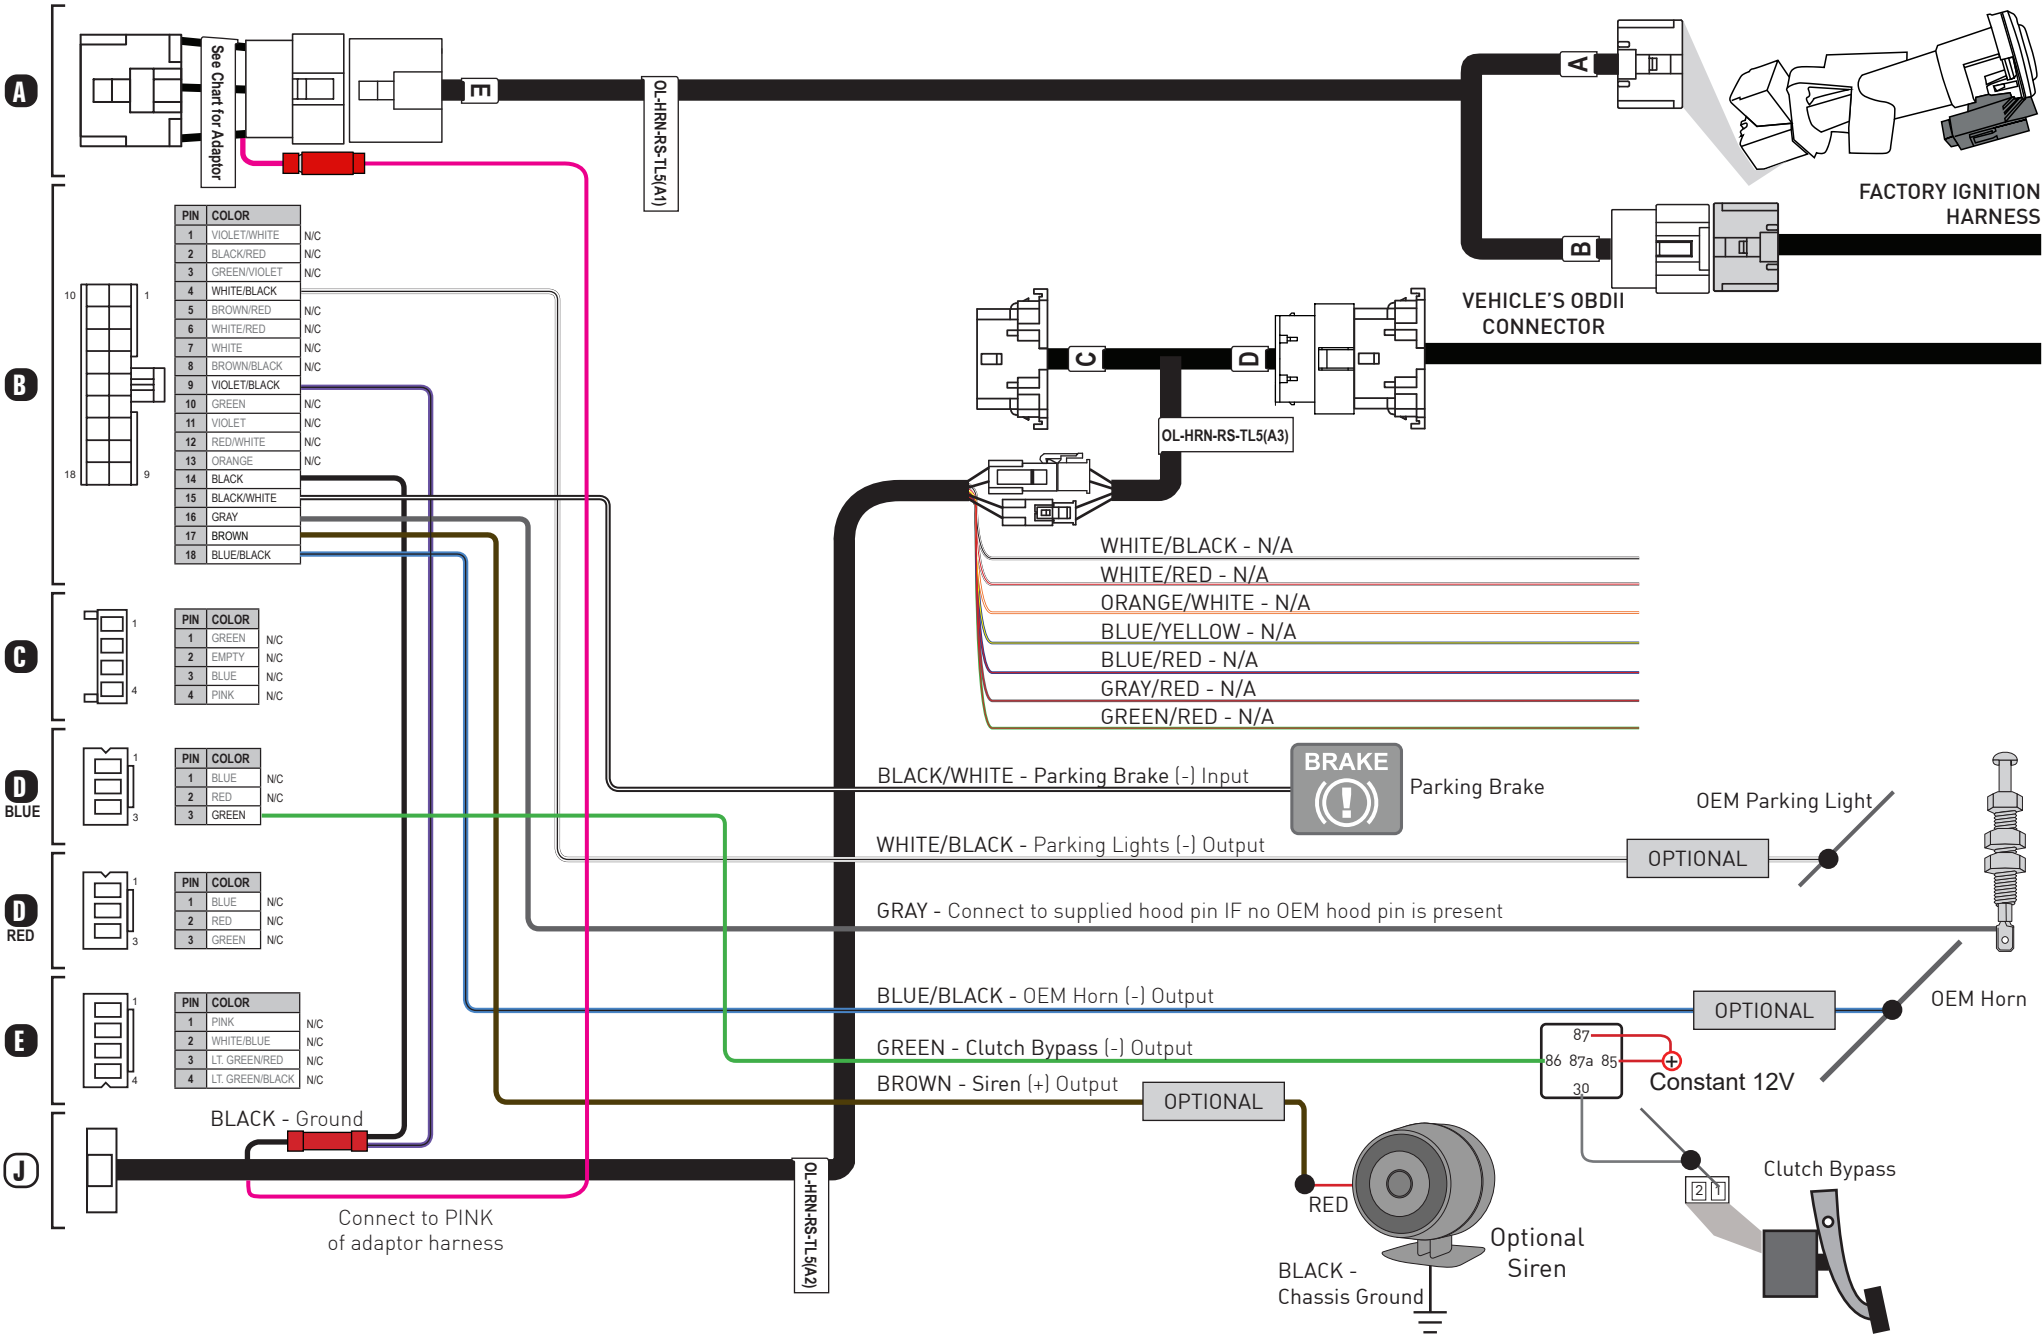 A
See Chart for Adaptor
E
OL-HRN-RS-TL5(A1)
A
B
FACTORY IGNITION
HARNESS
VEHICLE'S OBDII
CONNECTOR
C
D
OL-HRN-RS-TL5(A3)
B
10
1
18
9
PIN COLOR
1 VIOLET/WHITE N/C
2 BLACK/RED N/C
3 GREEN/VIOLET N/C
4 WHITE/BLACK
5 BROWN/RED N/C
6 WHITE/RED N/C
7 WHITE N/C
8 BROWN/BLACK N/C
9 VIOLET/BLACK
10 GREEN N/C
11 VIOLET N/C
12 RED/WHITE N/C
13 ORANGE N/C
14 BLACK
15 BLACK/WHITE
16 GRAY
17 BROWN
18 BLUE/BLACK
WHITE/BLACK - N/A
WHITE/RED - N/A
ORANGE/WHITE - N/A
BLUE/YELLOW - N/A
BLUE/RED - N/A
GRAY/RED - N/A
GREEN/RED - N/A
C
1
4
PIN COLOR
1 GREEN N/C
2 EMPTY N/C
3 BLUE N/C
4 PINK N/C
D
BLUE
1
3
PIN COLOR
1 BLUE N/C
2 RED N/C
3 GREEN
BLACK/WHITE - Parking Brake (-) Input
BRAKE
!
Parking Brake
OEM Parking Light
WHITE/BLACK - Parking Lights (-) Output
OPTIONAL
D
RED
1
3
PIN COLOR
1 BLUE N/C
2 RED N/C
3 GREEN N/C
GRAY - Connect to supplied hood pin IF no OEM hood pin is present
E
1
4
PIN COLOR
1 PINK N/C
2 WHITE/BLUE N/C
3 LT. GREEN/RED N/C
4 LT. GREEN/BLACK N/C
BLUE/BLACK - OEM Horn (-) Output
OPTIONAL
OEM Horn
GREEN - Clutch Bypass (-) Output
87
86 87a 85
30
+
Constant 12V
BROWN - Siren (+) Output
OPTIONAL
J
BLACK - Ground
Connect to PINK
of adaptor harness
OL-HRN-RS-TL5(A2)
RED
Optional
Siren
BLACK -
Chassis Ground
2 1
Clutch Bypass